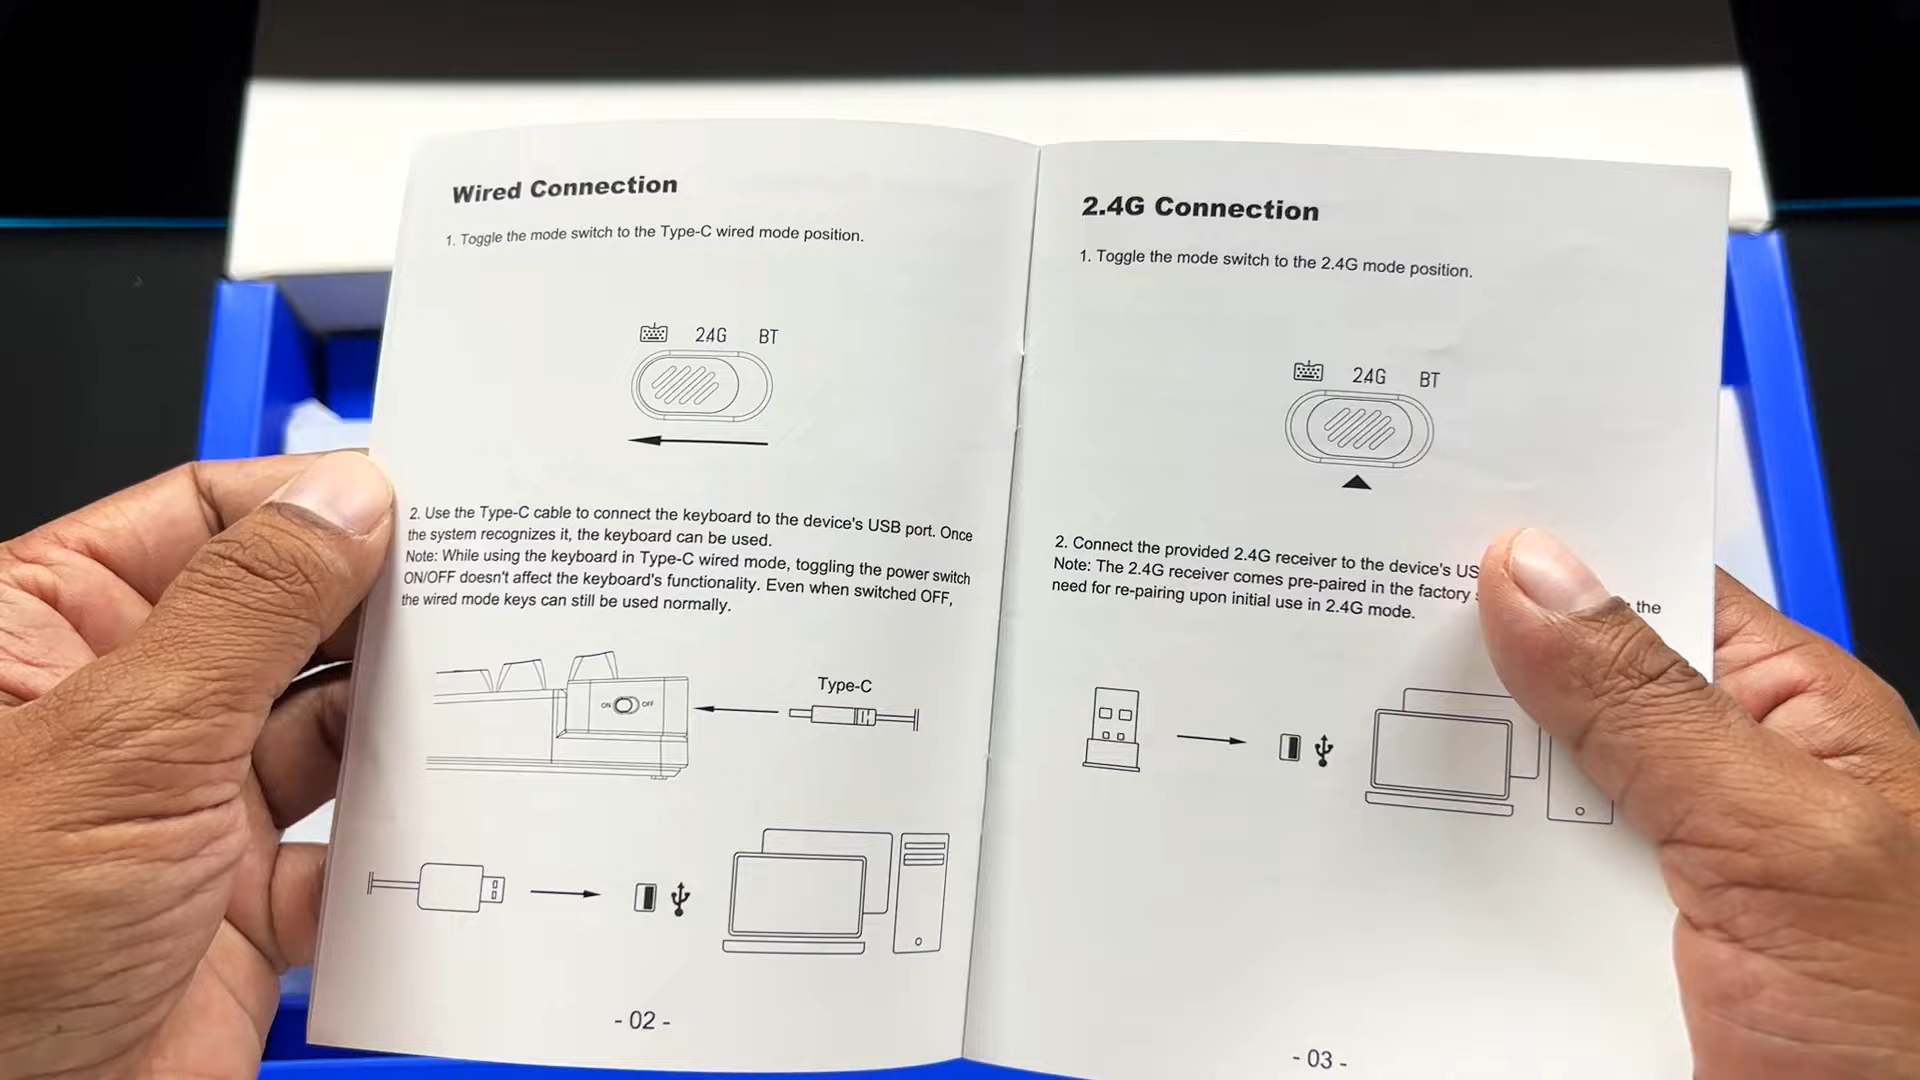 Wired Connection
1. Toggle the mode switch to the Type-C wired mode position.
2.4G BT
2. Use the Type-C cable to connect the keyboard to the device's USB port. Once
the system recognizes it, the keyboard can be used.
Note: While using the keyboard in Type-C wired mode, toggling the power switch
ON/OFF doesn't affect the keyboard's functionality. Even when switched OFF,
the wired mode keys can still be used normally.
ON OFF
Type-C
- 02 -
2.4G Connection
1. Toggle the mode switch to the 2.4G mode position.
2.4G BT
2. Connect the provided 2.4G receiver to the device's
Note: The 2.4G receiver comes pre-paired in the factory the
need for re-pairing upon initial use in 2.4G mode.
- 03 -